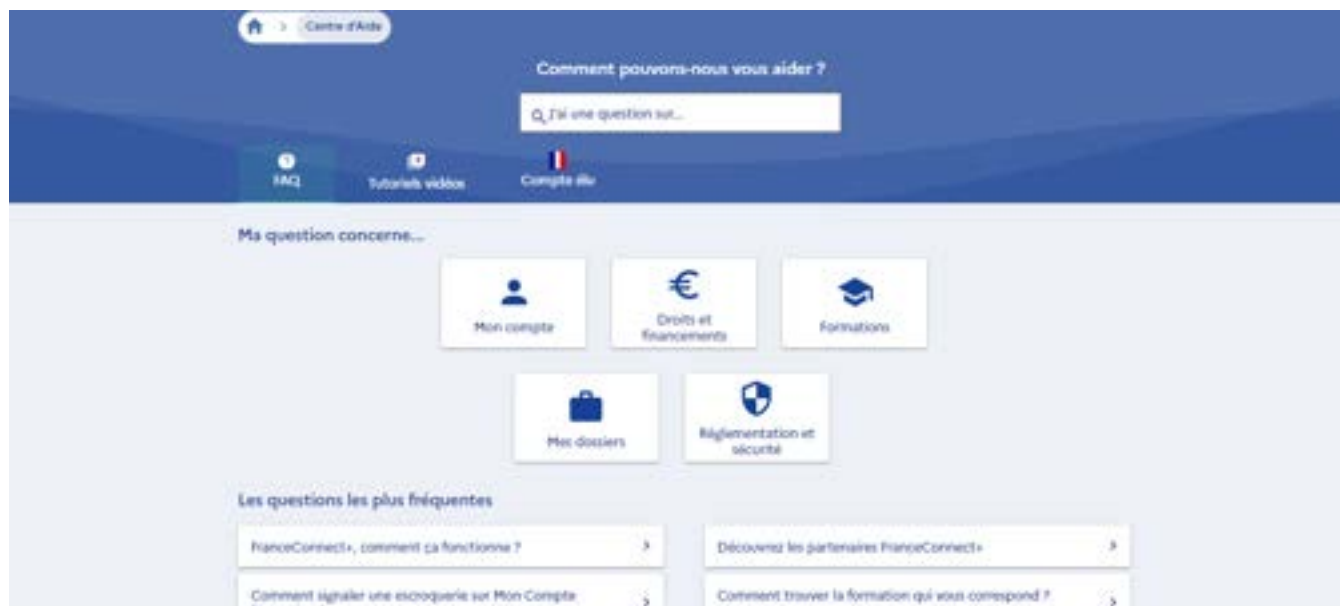 Centre d'Aide
Comment pouvons-nous vous aider ?
J'ai une question sur...
FAQ
Tutoriels vidéos
Compte élu
Ma question concerne...
Mon compte
Droits et
financements
Formations
Mes dossiers
Réglementation et
sécurité
Les questions les plus fréquentes
FranceConnect+, comment ça fonctionne ?
Découvrez les partenaires FranceConnect+
Comment signaler une escroquerie sur Mon Compte
Comment trouver la formation qui vous correspond ?